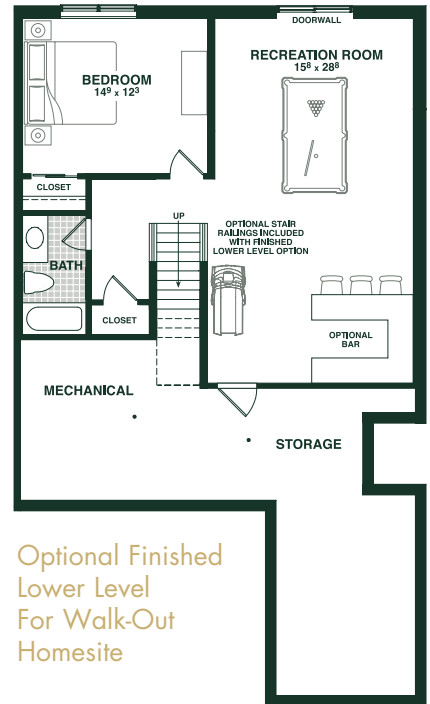 DOORWALL
RECREATION ROOM
15⁸ x 28⁸
BEDROOM
14⁹ x 12³
CLOSET
UP
OPTIONAL STAIR
RAILINGS INCLUDED
WITH FINISHED
LOWER LEVEL OPTION
BATH
CLOSET
OPTIONAL
BAR
MECHANICAL
STORAGE
Optional Finished
Lower Level
For Walk-Out
Homesite